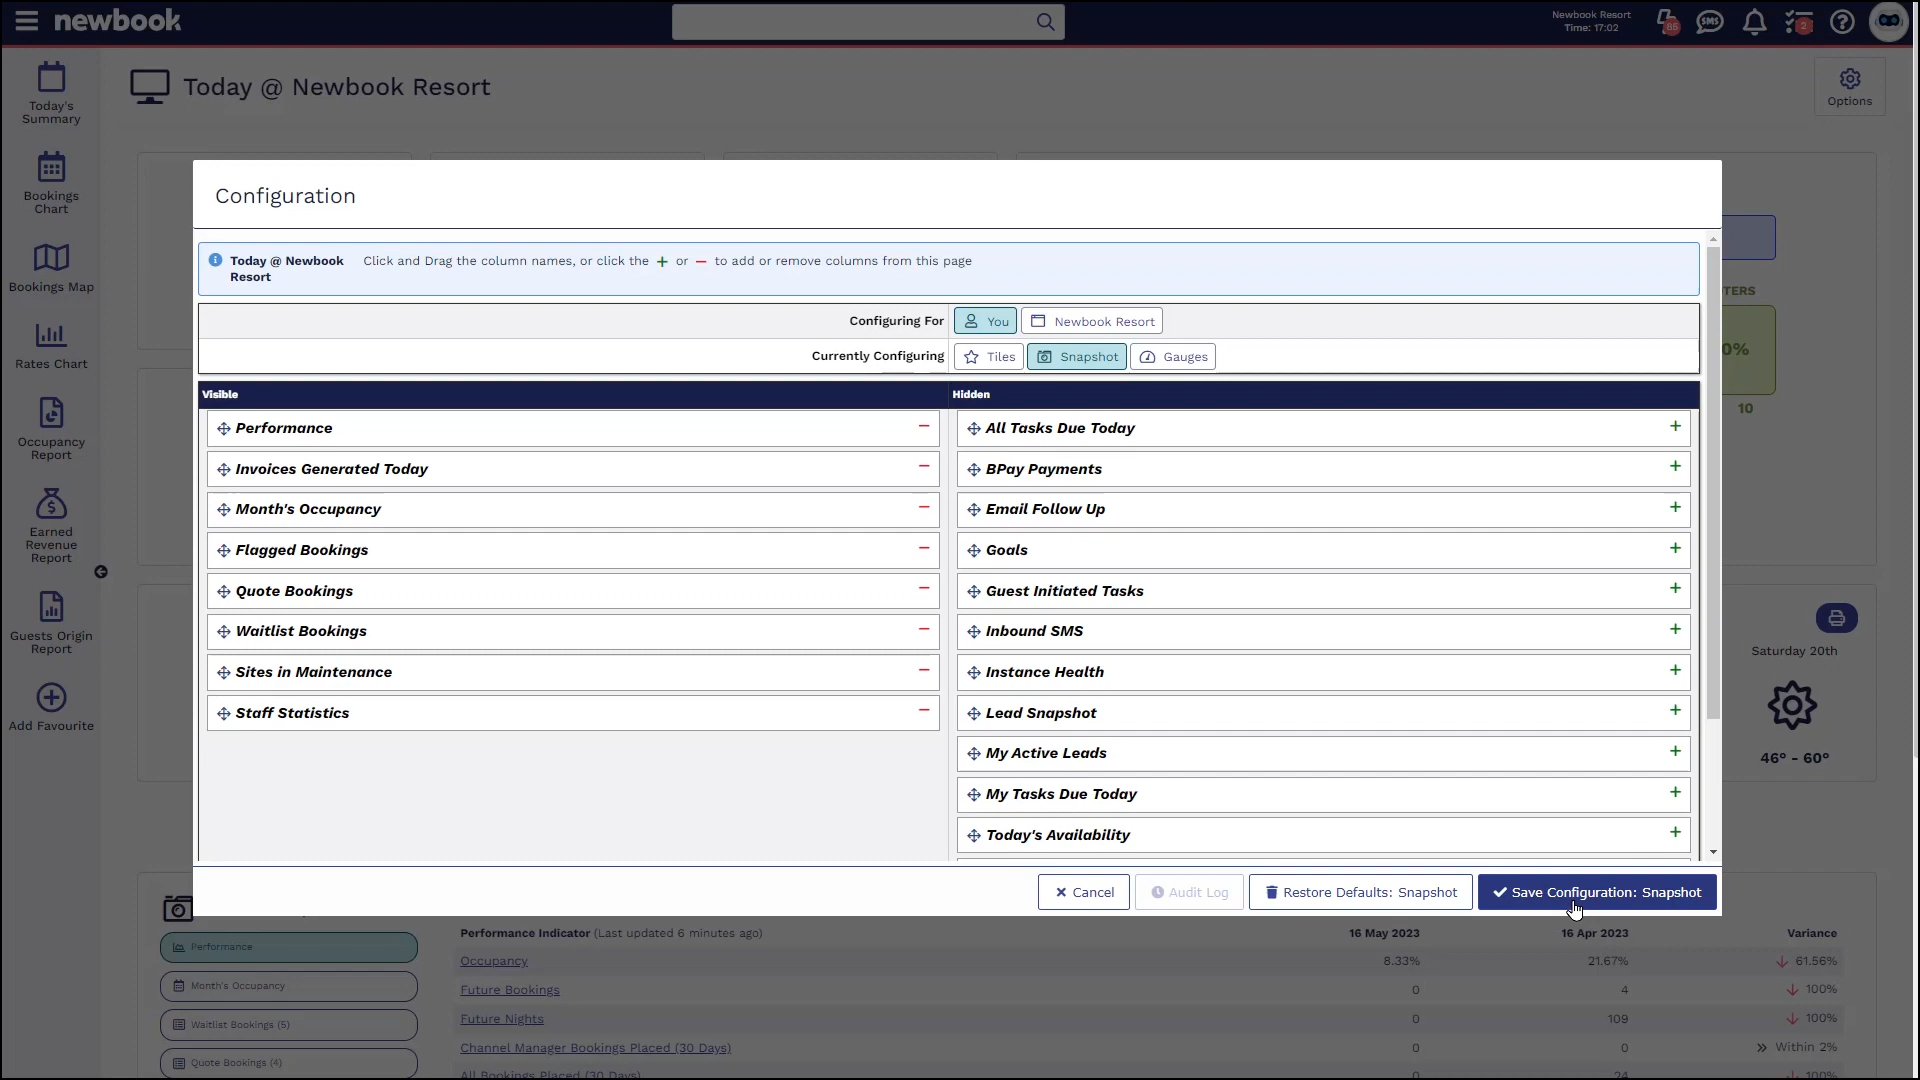 newbook
Newbook Resort
Time: 17:02
85
SMS
2
Today @ Newbook Resort
Options
Today's
Summary
Bookings
Chart
Bookings Map
Rates Chart
Occupancy
Report
Earned
Revenue
Report
Guests Origin
Report
Add Favourite
Configuration
Today @ Newbook
Resort
Click and Drag the column names, or click the + or − to add or remove columns from this page
Configuring For
You
Newbook Resort
Currently Configuring
Tiles
Snapshot
Gauges
Visible
Hidden
Performance
Invoices Generated Today
Month's Occupancy
Flagged Bookings
Quote Bookings
Waitlist Bookings
Sites in Maintenance
Staff Statistics
All Tasks Due Today
BPay Payments
Email Follow Up
Goals
Guest Initiated Tasks
Inbound SMS
Instance Health
Lead Snapshot
My Active Leads
My Tasks Due Today
Today's Availability
Cancel
Audit Log
Restore Defaults: Snapshot
Save Configuration: Snapshot
TERS
0%
10
Saturday 20th
46° - 60°
Performance
Month's Occupancy
Waitlist Bookings (5)
Quote Bookings (4)
Performance Indicator (Last updated 6 minutes ago) 16 May 2023 16 Apr 2023 Variance
Occupancy 8.33% 21.67% 61.56%
Future Bookings 0 4 100%
Future Nights 0 109 100%
Channel Manager Bookings Placed (30 Days) 0 0 Within 2%
All Bookings Placed (30 Days) 0 24 100%